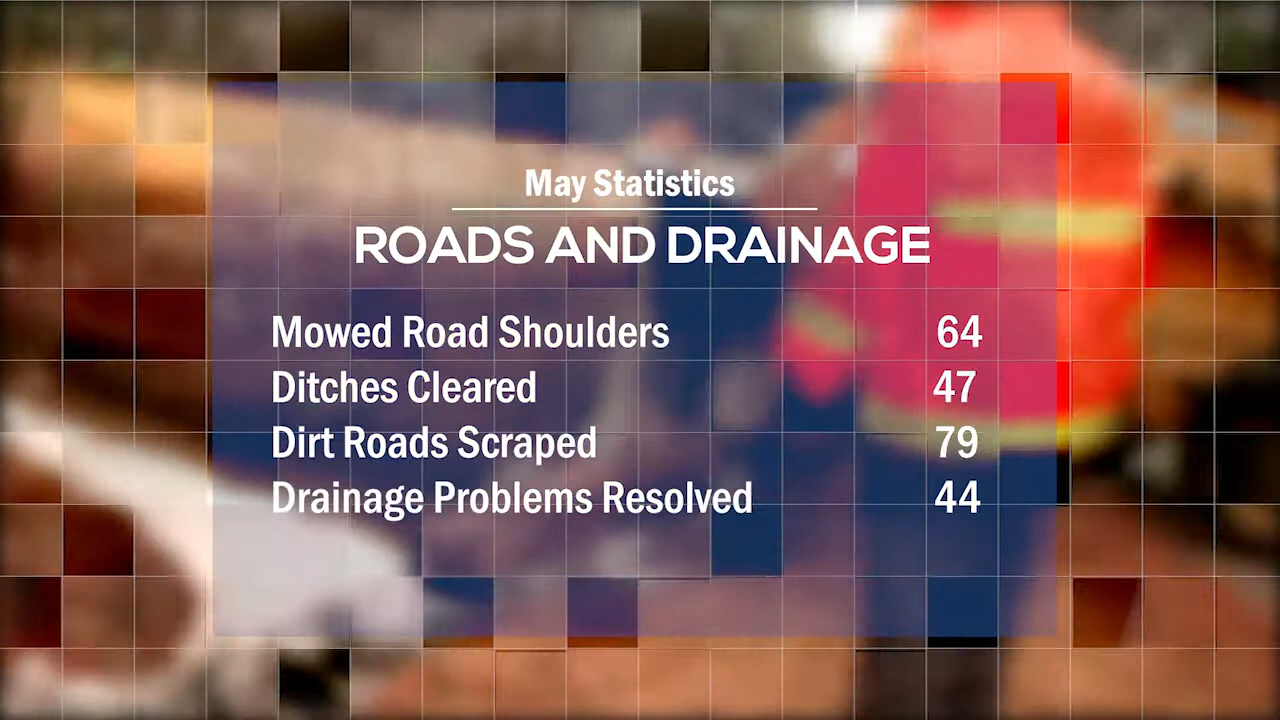 May Statistics
ROADS AND DRAINAGE
Mowed Road Shoulders 64
Ditches Cleared 47
Dirt Roads Scraped 79
Drainage Problems Resolved 44